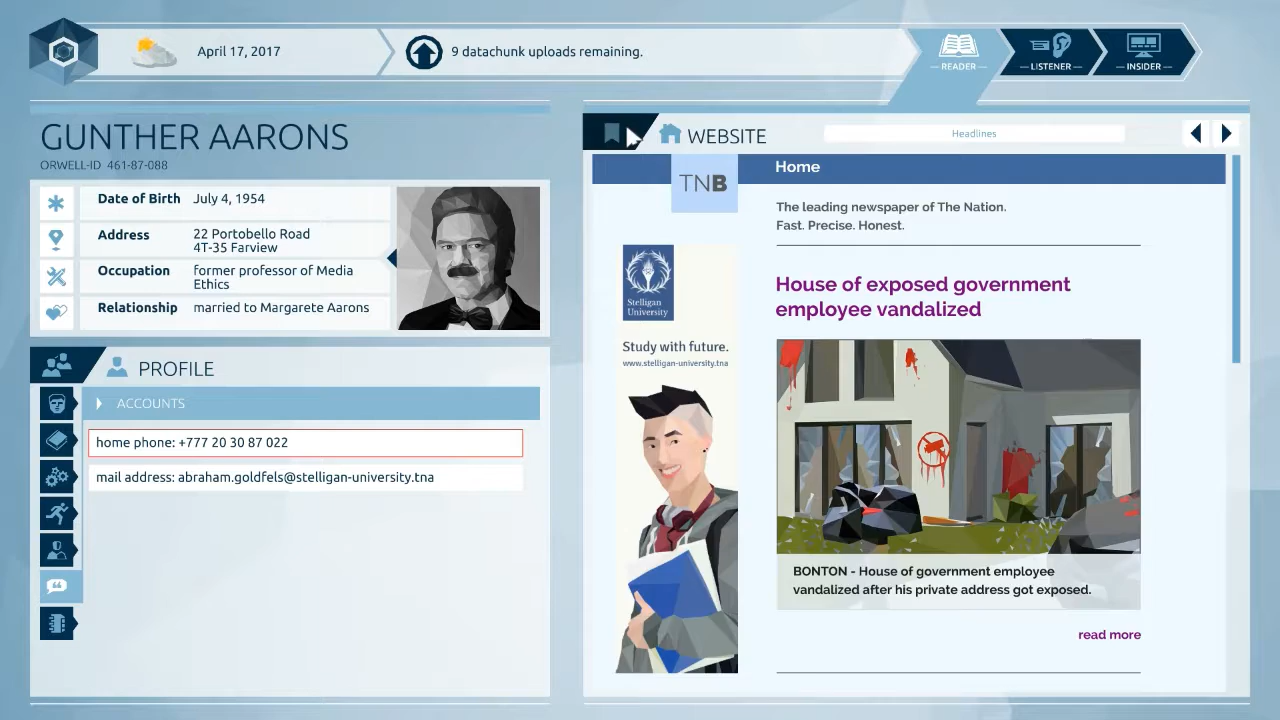 April 17, 2017
9 datachunk uploads remaining.
— READER —
— LISTENER —
— INSIDER —
GUNTHER AARONS
ORWELL-ID 461-87-088
Date of Birth July 4, 1954
Address 22 Portobello Road
4T-35 Farview
Occupation former professor of Media
Ethics
Relationship married to Margarete Aarons
PROFILE
ACCOUNTS
home phone: +777 20 30 87 022
mail address: abraham.goldfels@stelligan-university.tna
WEBSITE
Headlines
TNB
Home
The leading newspaper of The Nation.
Fast. Precise. Honest.
Stelligan
University
Study with future.
www.stelligan-university.tna
House of exposed government
employee vandalized
BONTON - House of government employee
vandalized after his private address got exposed.
read more